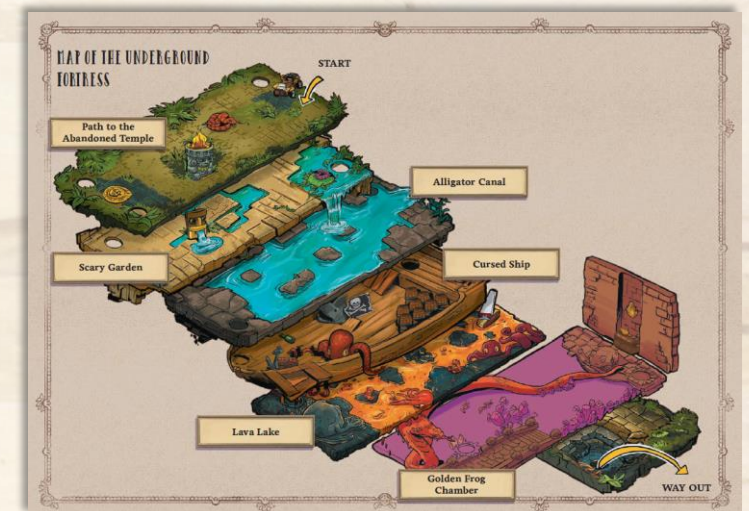 MAP OF THE UNDERGROUND
FORTRESS
START
Path to the
Abandoned Temple
Alligator Canal
Scary Garden
Cursed Ship
Lava Lake
Golden Frog
Chamber
WAY OUT